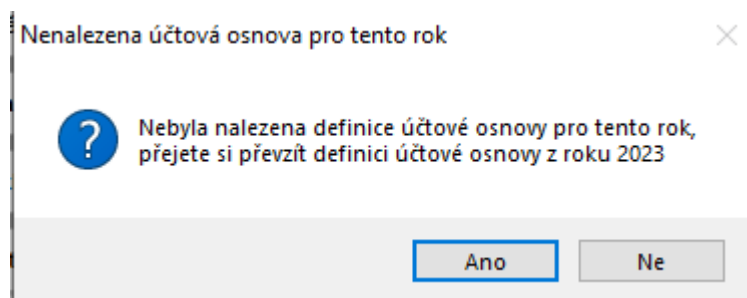 Nenalezena účtová osnova pro tento rok
Nebyla nalezena definice účtové osnovy pro tento rok,
přejete si převzít definici účtové osnovy z roku 2023
Ano
Ne